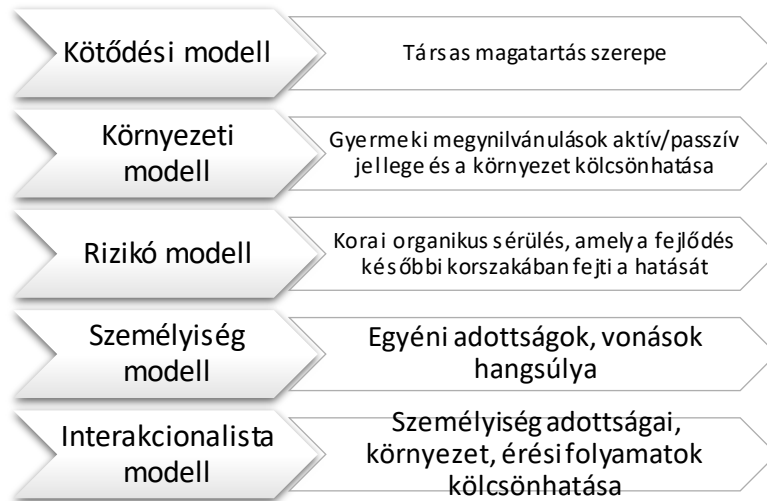 Kötődési modell
Társas magatartás szerepe
Környezeti
modell
Gyermeki megynilvánulások aktív/passzív
jellege és a környezet kölcsönhatása
Rizikó modell
Korai organikus sérülés, amely a fejlődés
későbbi korszakában fejti a hatását
Személyiség
modell
Egyéni adottságok, vonások
hangsúlya
Interakcionalista
modell
Személyiség adottságai,
környezet, érési folyamatok
kölcsönhatása